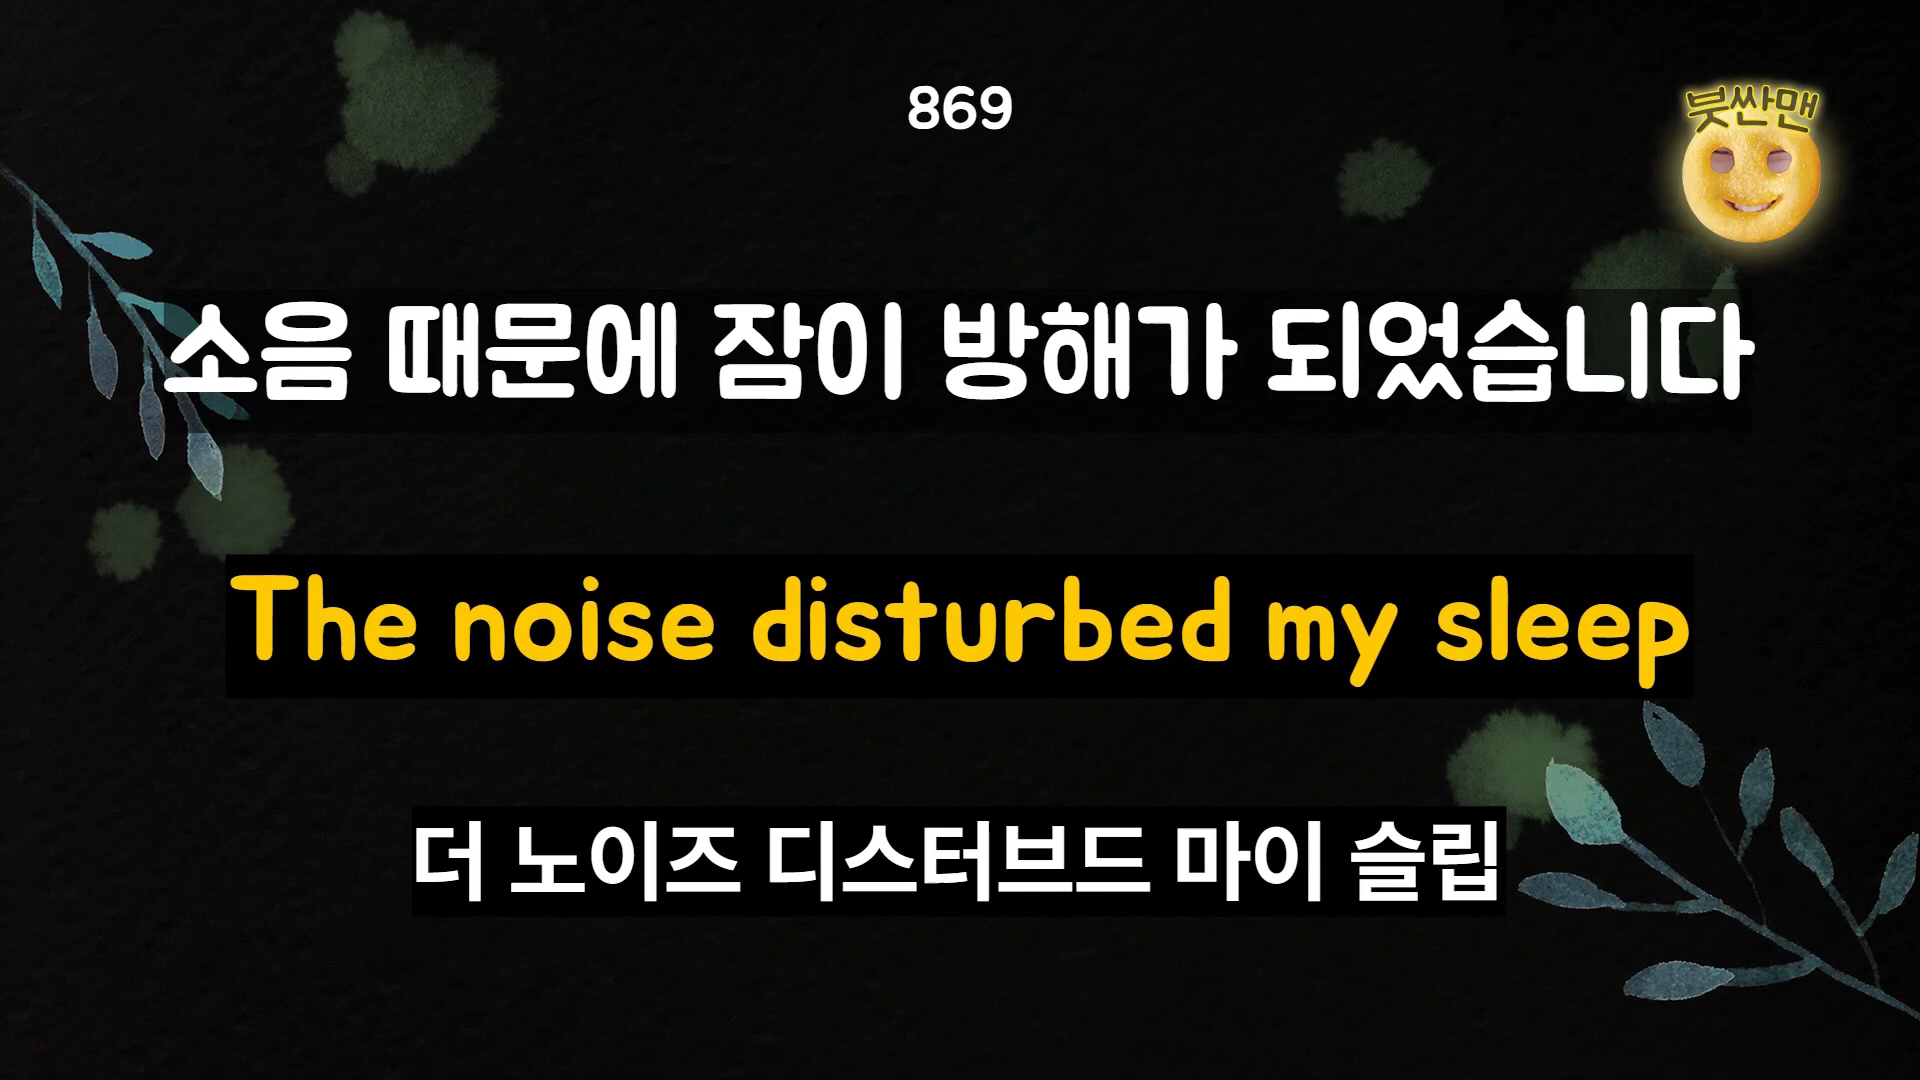 869
붓싼맨
소음 때문에 잠이 방해가 되었습니다
The noise disturbed my sleep
더 노이즈 디스터브드 마이 슬립